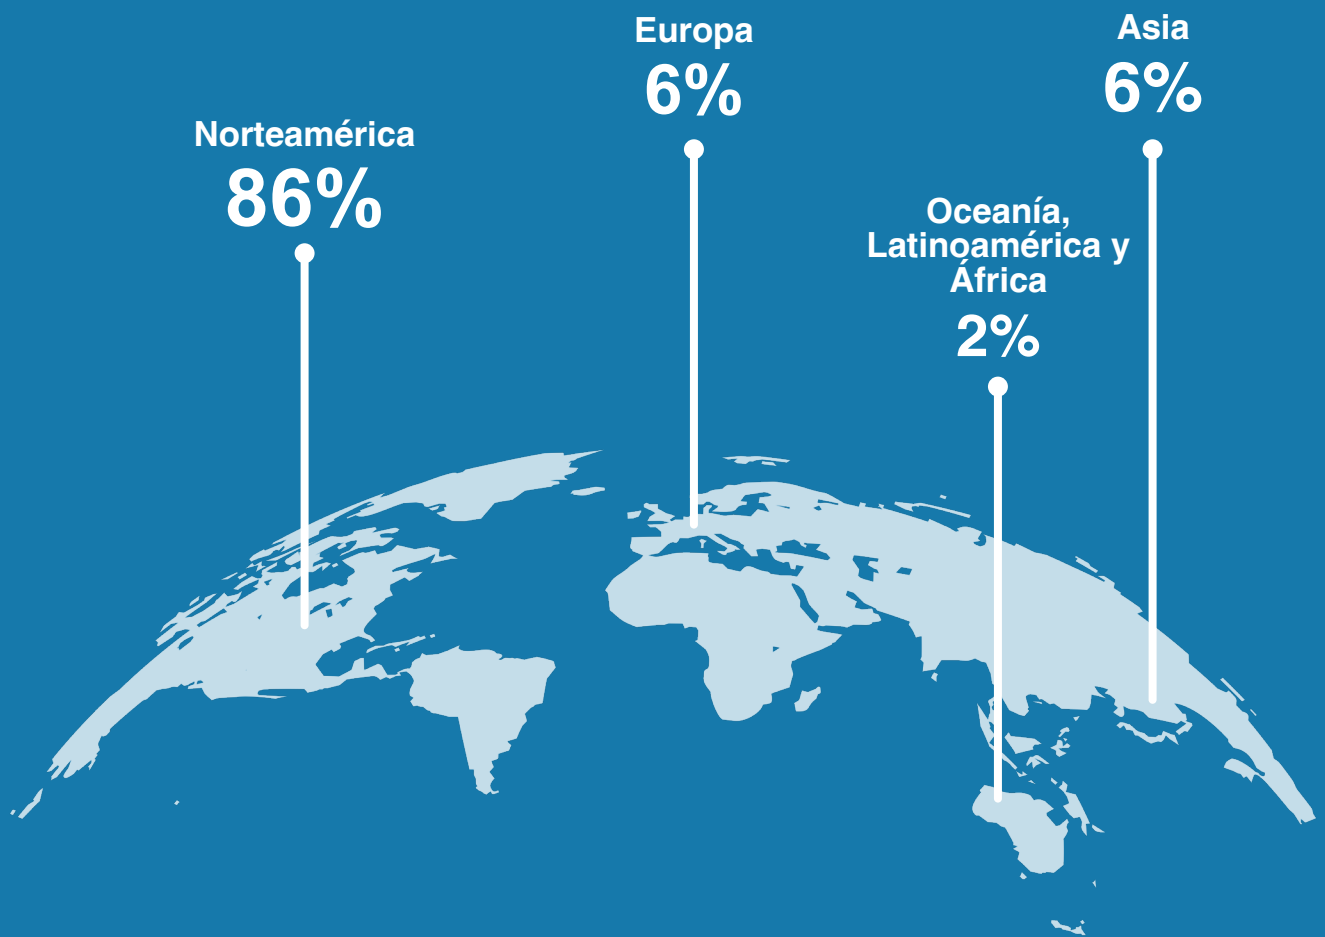 Norteamérica
86%
Europa
6%
Oceanía,
Latinoamérica y
África
2%
Asia
6%